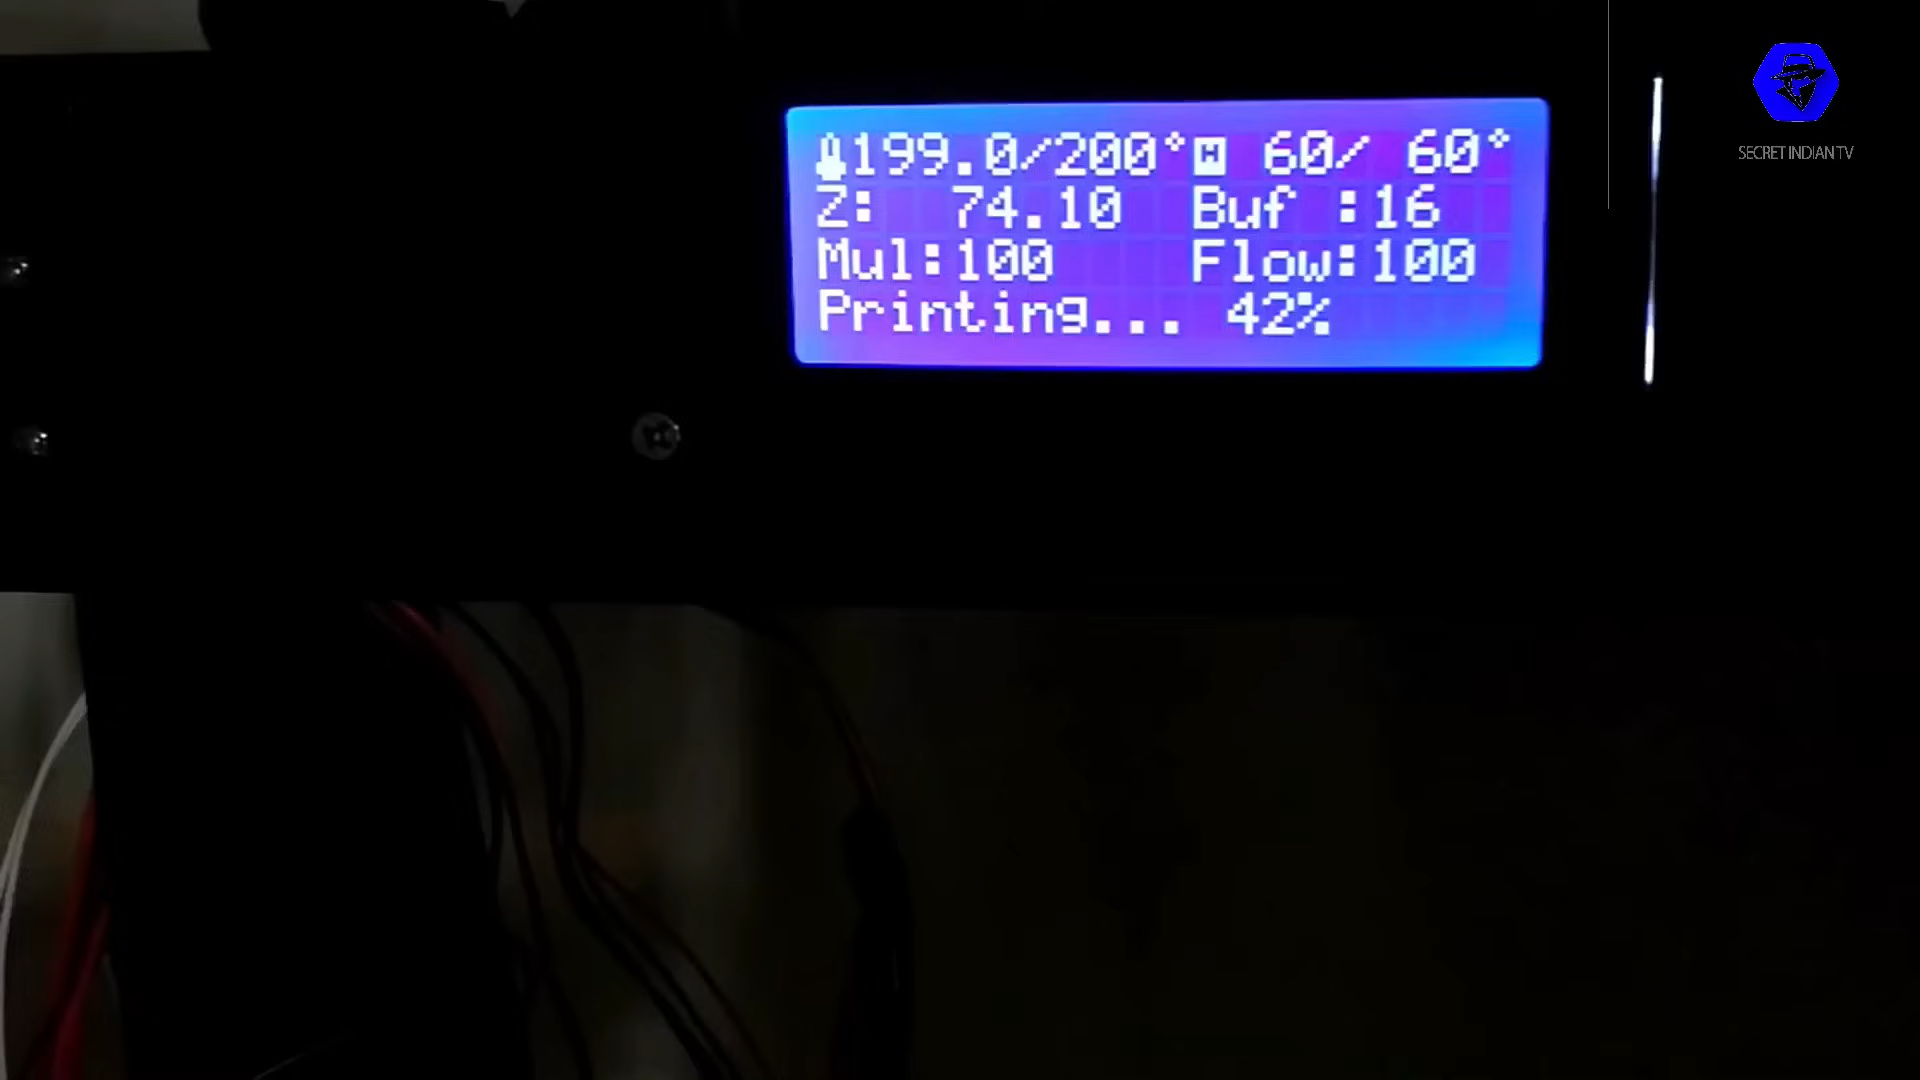 199.0/200° 60/ 60°
Z: 74.10 Buf :16
Mul:100 Flow:100
Printing... 42%
SECRET INDIAN TV